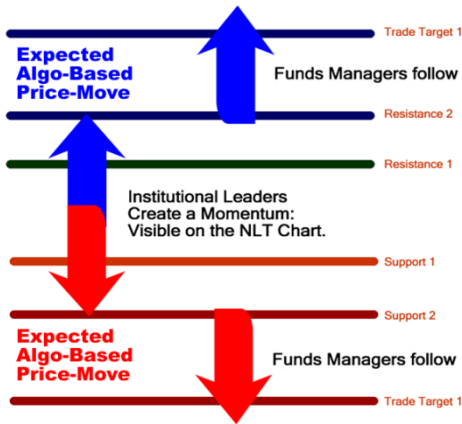 Trade Target 1
Expected
Algo-Based
Price-Move
Funds Managers follow
Resistance 2
Resistance 1
Institutional Leaders
Create a Momentum:
Visible on the NLT Chart.
Support 1
Support 2
Expected
Algo-Based
Price-Move
Funds Managers follow
Trade Target 1